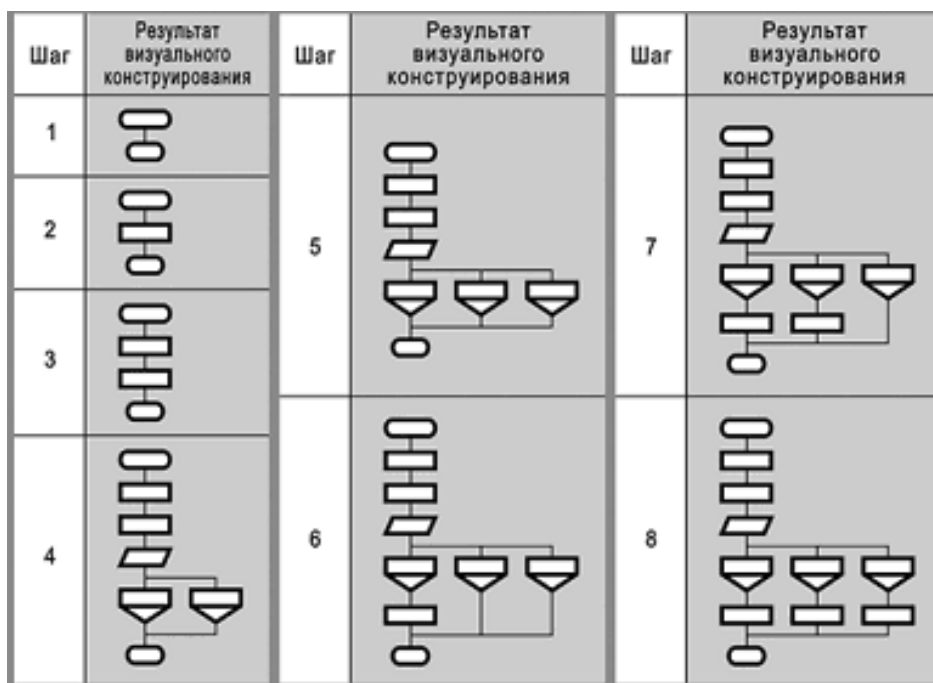 Шаг
Результат
визуального
конструирования
1
2
3
4
Шаг
Результат
визуального
конструирования
5
6
Шаг
Результат
визуального
конструирования
7
8